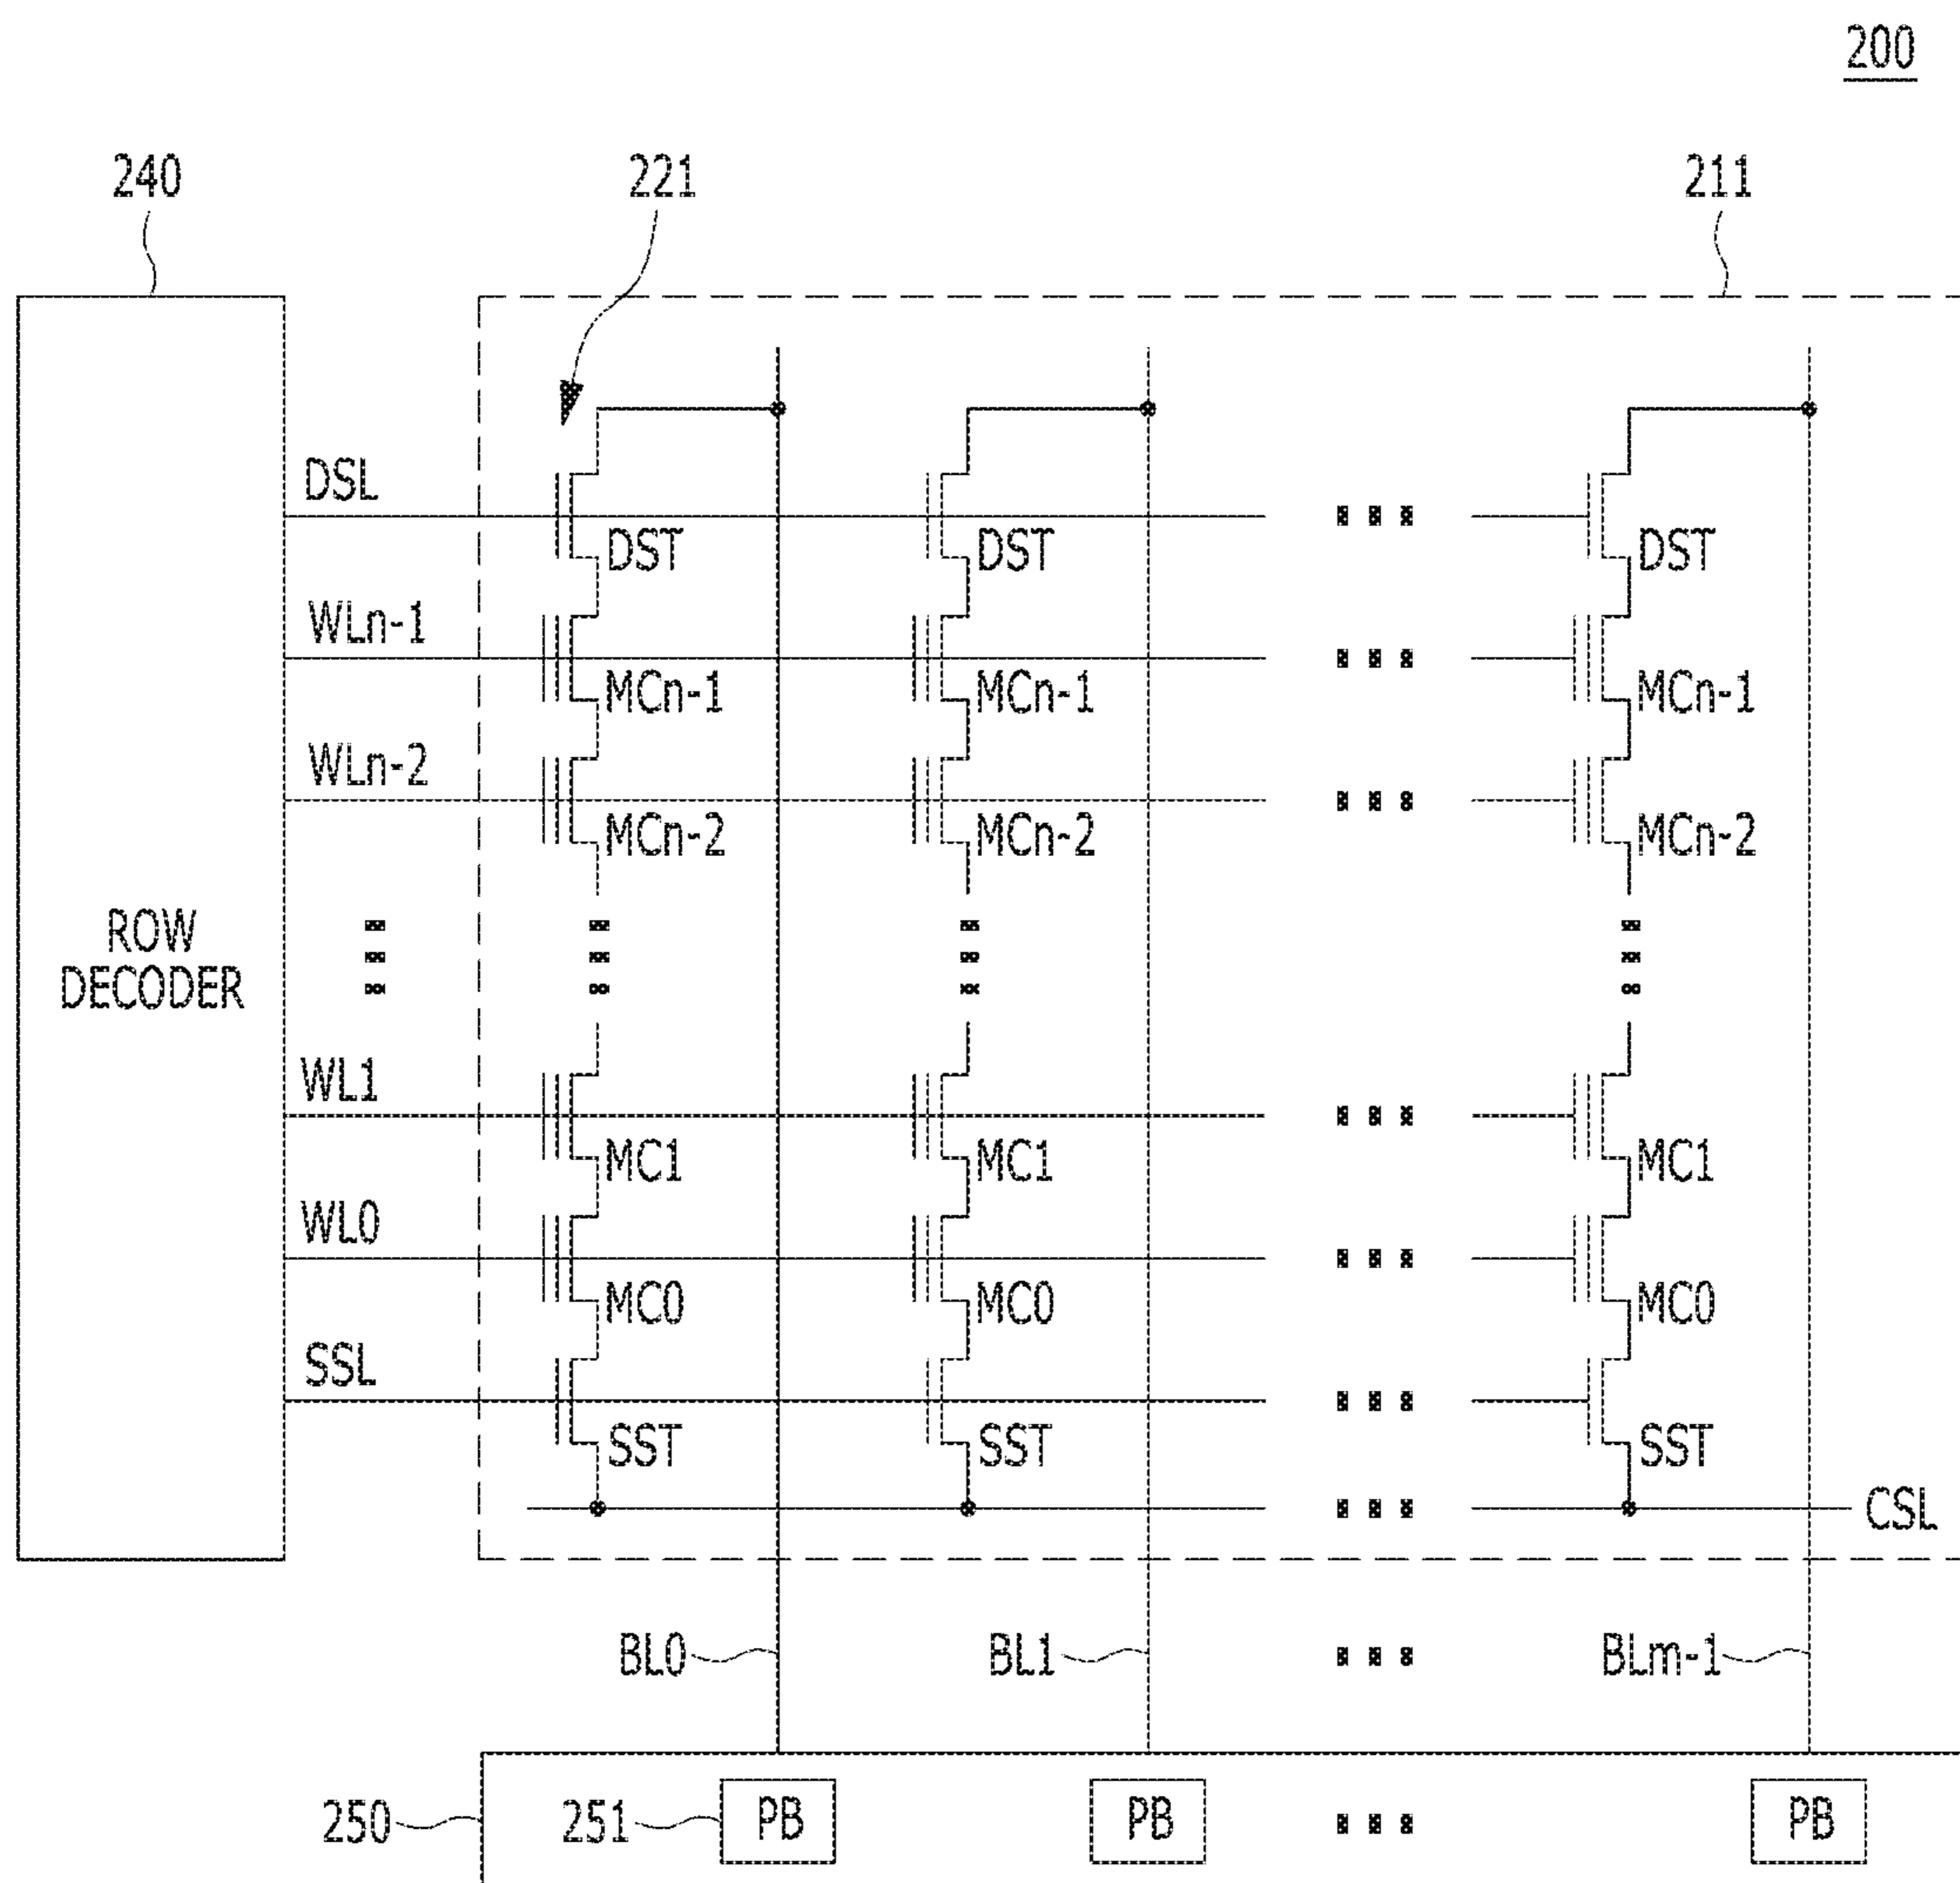 200
240
221
211
DSL
DST
DST
DST
WLn-1
MCn-1
MCn-1
MCn-1
WLn-2
MCn-2
MCn-2
MCn-2
ROW
DECODER
WL1
MC1
MC1
MC1
WL0
MC0
MC0
MC0
SSL
SST
SST
SST
CSL
BL0
BL1
BLm-1
250
251
PB
PB
PB